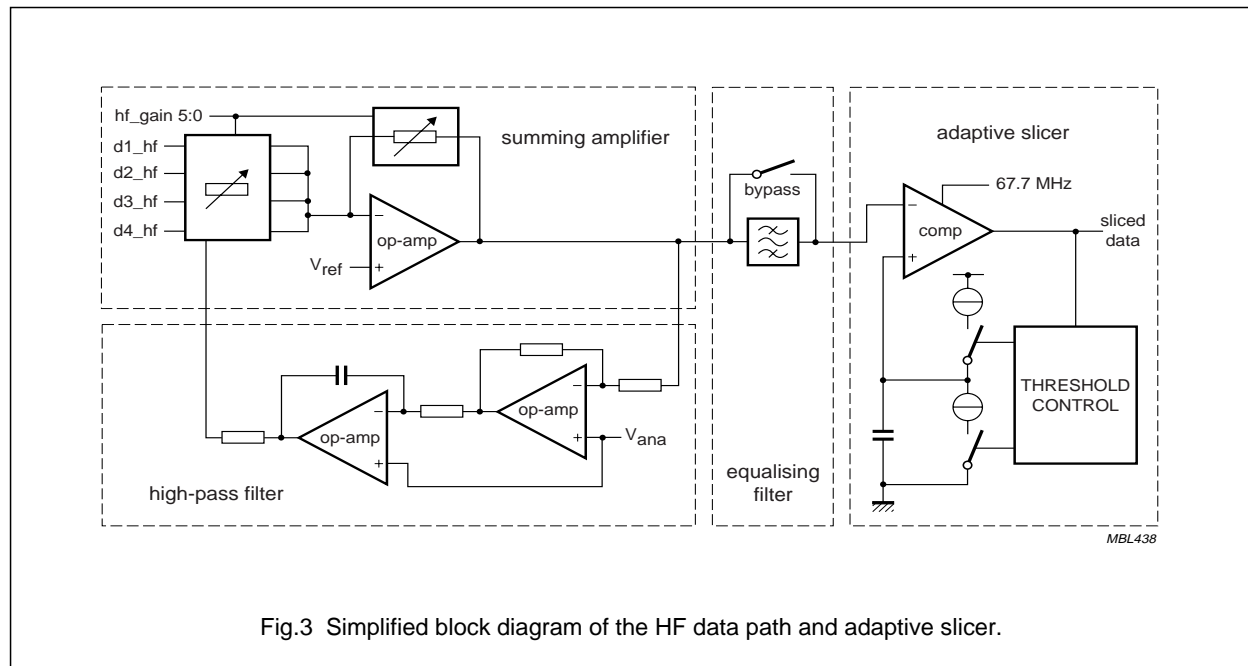 hf_gain 5:0
d1_hf
d2_hf
d3_hf
d4_hf
summing amplifier
−
op-amp
+
Vref
bypass
equalising
filter
adaptive slicer
67.7 MHz
−
comp
+
sliced
data
THRESHOLD
CONTROL
−
op-amp
+
−
op-amp
+
Vana
high-pass filter
MBL438
Fig.3 Simplified block diagram of the HF data path and adaptive slicer.